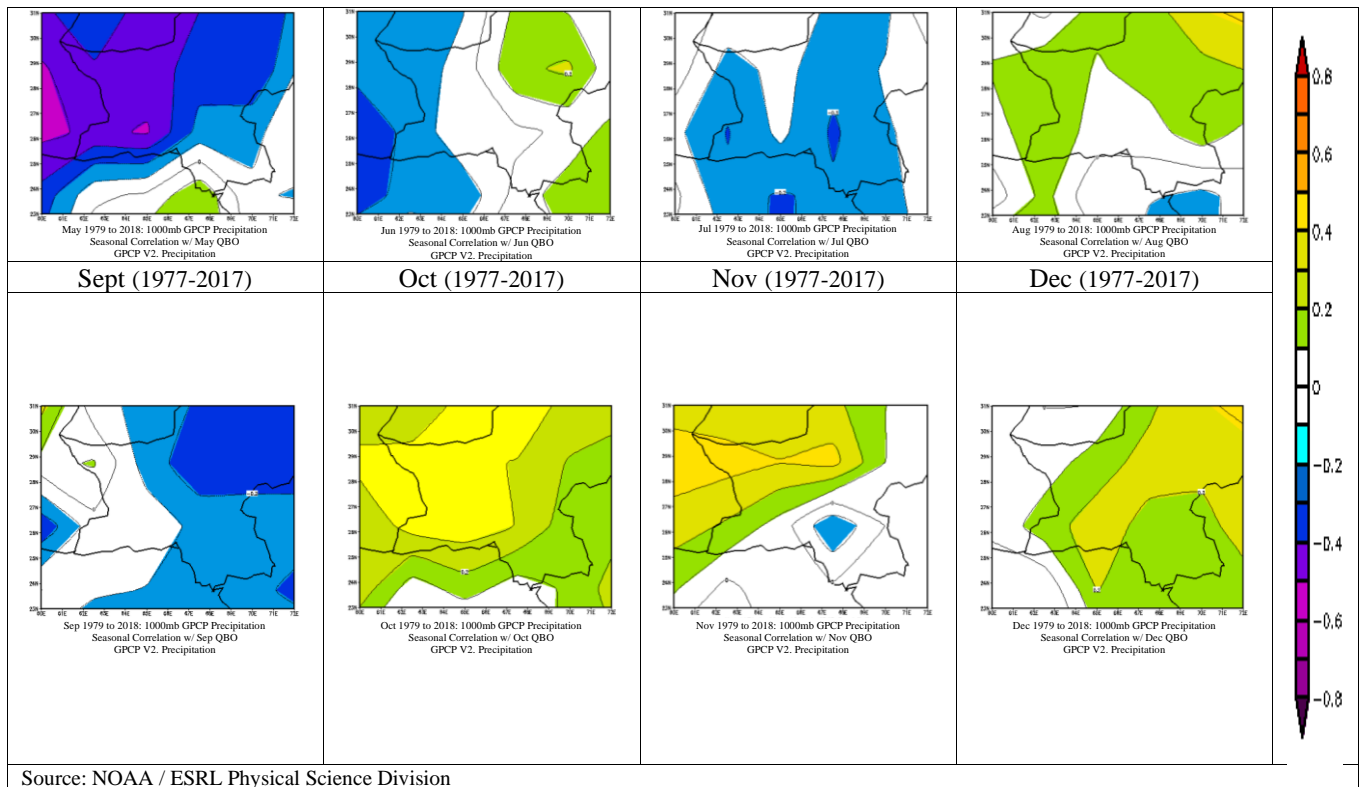 May 1979 to 2018: 1000mb GPCP Precipitation
Seasonal Correlation w/ May QBO
GPCP V2. Precipitation
Jun 1979 to 2018: 1000mb GPCP Precipitation
Seasonal Correlation w/ Jun QBO
GPCP V2. Precipitation
Jul 1979 to 2018: 1000mb GPCP Precipitation
Seasonal Correlation w/ Jul QBO
GPCP V2. Precipitation
Aug 1979 to 2018: 1000mb GPCP Precipitation
Seasonal Correlation w/ Aug QBO
GPCP V2. Precipitation
Sept (1977-2017)
Oct (1977-2017)
Nov (1977-2017)
Dec (1977-2017)
Sep 1979 to 2018: 1000mb GPCP Precipitation
Seasonal Correlation w/ Sep QBO
GPCP V2. Precipitation
Oct 1979 to 2018: 1000mb GPCP Precipitation
Seasonal Correlation w/ Oct QBO
GPCP V2. Precipitation
Nov 1979 to 2018: 1000mb GPCP Precipitation
Seasonal Correlation w/ Nov QBO
GPCP V2. Precipitation
Dec 1979 to 2018: 1000mb GPCP Precipitation
Seasonal Correlation w/ Dec QBO
GPCP V2. Precipitation
0.8
0.6
0.4
0.2
0
-0.2
-0.4
-0.6
-0.8
Source: NOAA / ESRL Physical Science Division